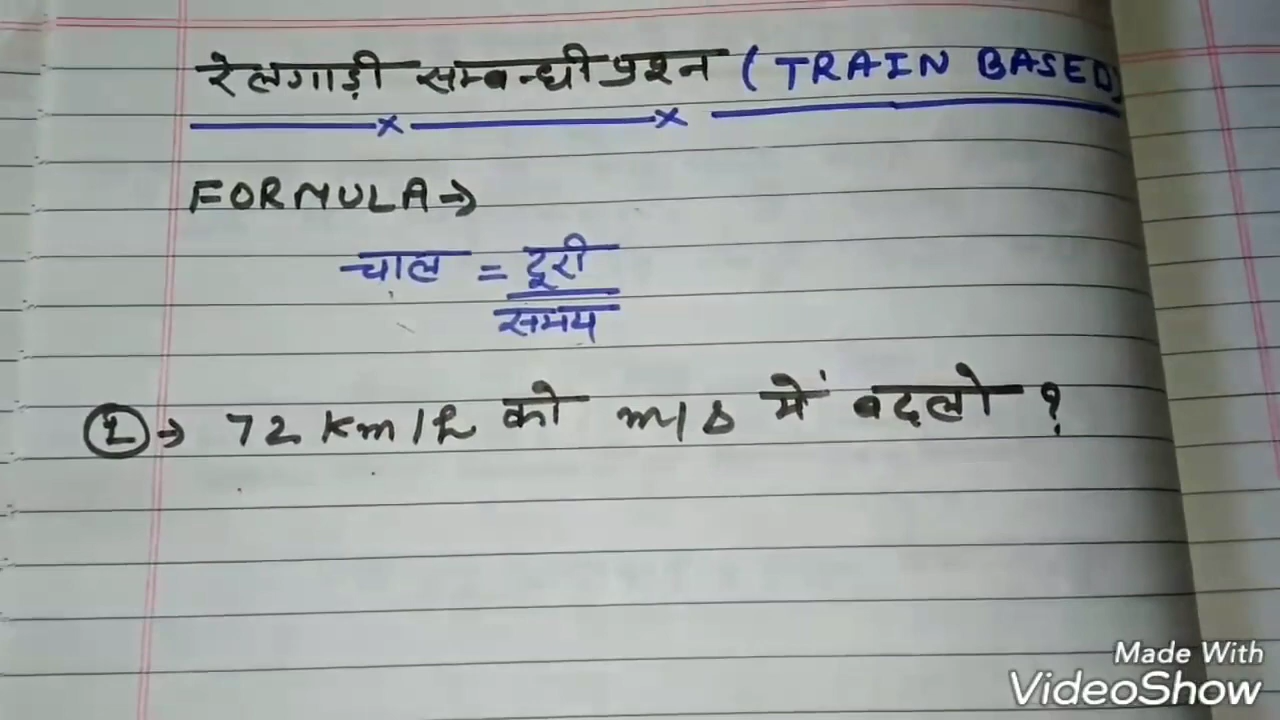 रेलगाड़ी सम्बन्धी प्रश्न (TRAIN BASED)
FORMULA→
चाल = दूरी
समय
1→ 72 km/h को m/s में बदलो ?
Made With
VideoShow